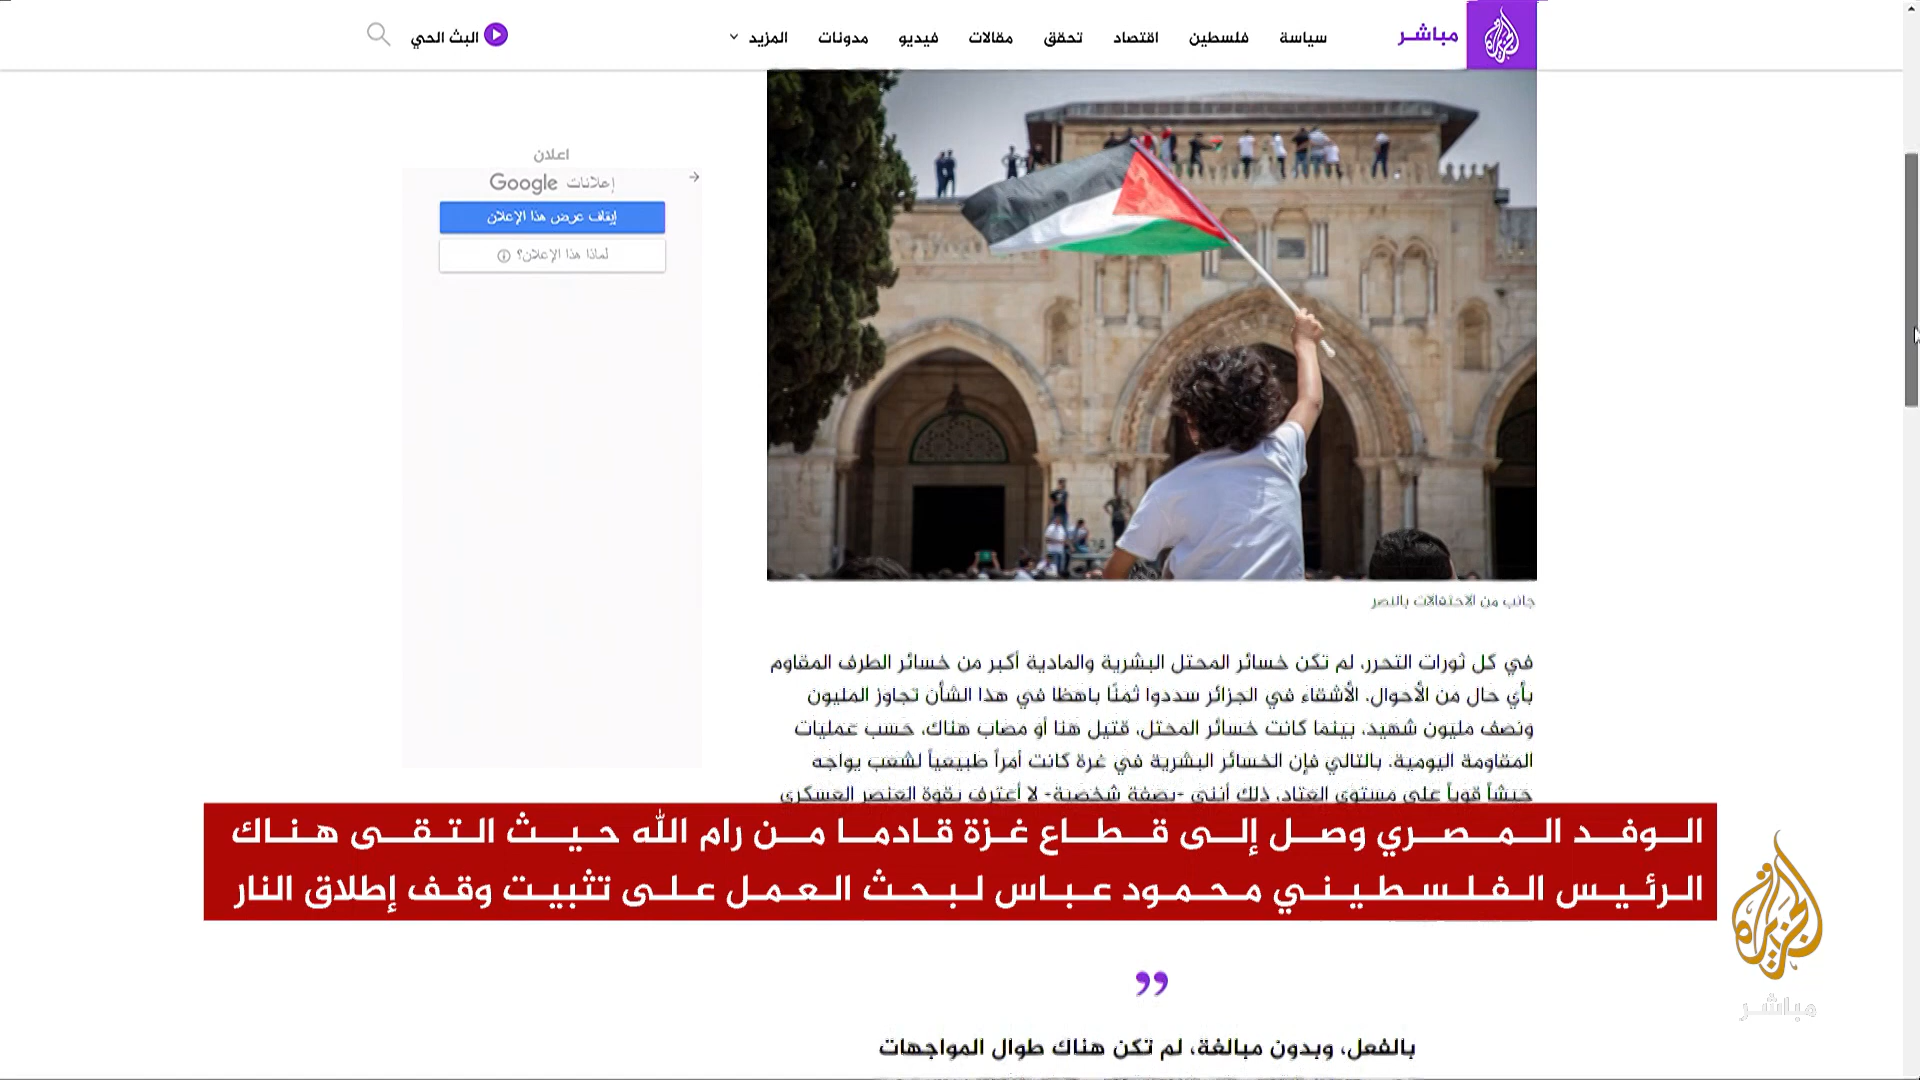 مباشر
سياسة فلسطين اقتصاد تحقق مقالات فيديو مدونات المزيد
البث الحي
اعلان
إعلانات Google
إيقاف عرض هذا الإعلان
لماذا هذا الإعلان؟
جانب من الاحتفالات بالنصر
في كل ثورات التحرر، لم تكن خسائر المحتل البشرية والمادية أكبر من خسائر الطرف المقاوم
بأي حال من الأحوال. الأشقاء في الجزائر سددوا ثمنًا باهظا في هذا الشأن تجاوز المليون
ونصف مليون شهيد، بينما كانت خسائر المحتل، قتيل هنا أو مصاب هناك، حسب عمليات
المقاومة اليومية. بالتالي فإن الخسائر البشرية في غزة كانت أمراً طبيعياً لشعب يواجه
جيشاً قوياً على مستوى العتاد، ذلك أنني -بصفة شخصية- لا أعترف بقوة العنصر العسكري
الوفد المصري وصل إلى قطاع غزة قادما من رام الله حيث التقى هناك
الرئيس الفلسطيني محمود عباس لبحث العمل على تثبيت وقف إطلاق النار
الجزيرة
مباشر
”
بالفعل، وبدون مبالغة، لم تكن هناك طوال المواجهات